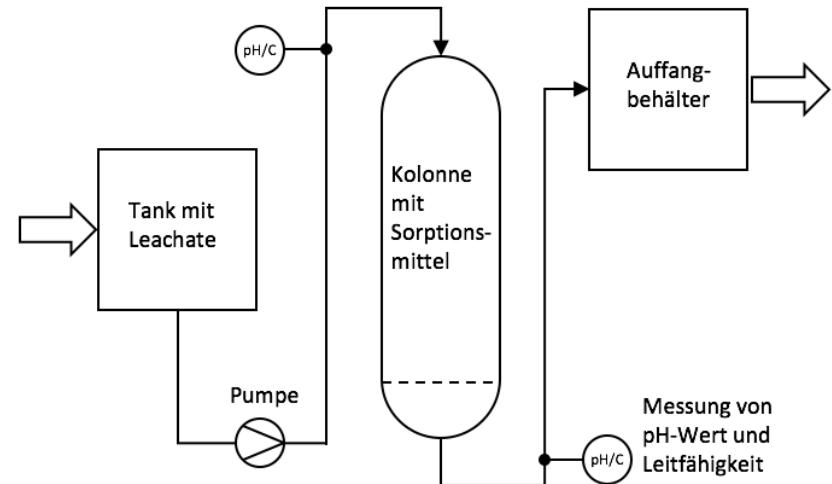 pH/C
Auffang-
behälter
Kolonne
mit
Sorptions-
mittel
Tank mit
Leachate
Pumpe
Messung von
pH-Wert und
Leitfähigkeit
pH/C